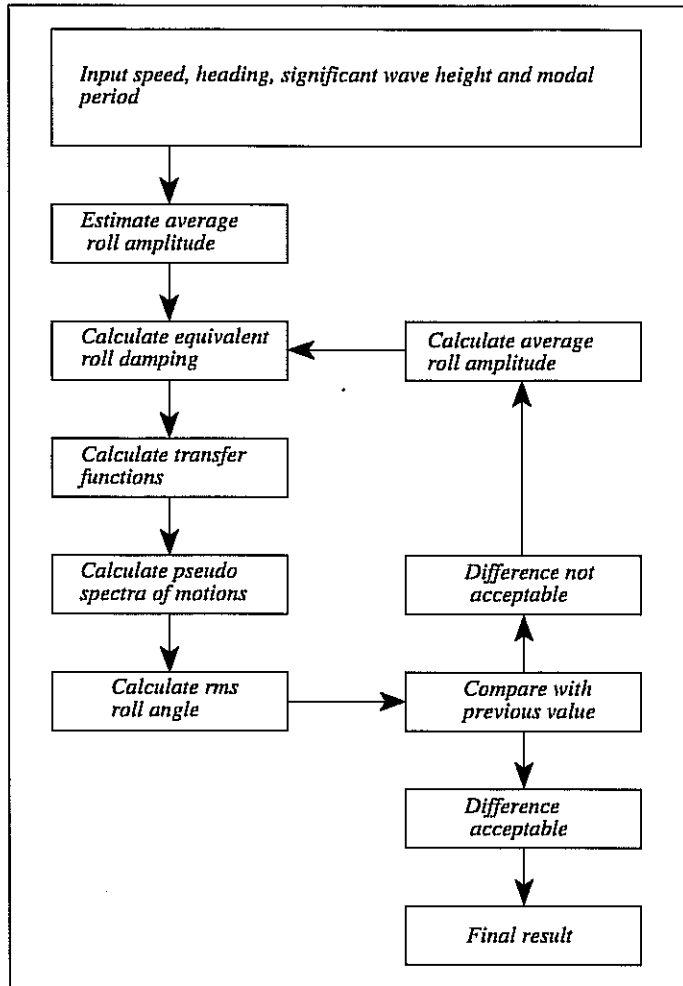 Input speed, heading, significant wave height and modal
period
Estimate average
roll amplitude
Calculate equivalent
roll damping
Calculate average
roll amplitude
Calculate transfer
functions
Calculate pseudo
spectra of motions
Difference not
acceptable
Calculate rms
roll angle
Compare with
previous value
Difference
acceptable
Final result